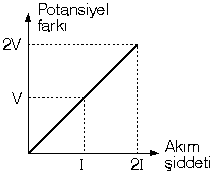 Potansiyel
farkı
2V
V
I
2I
Akım
şiddeti